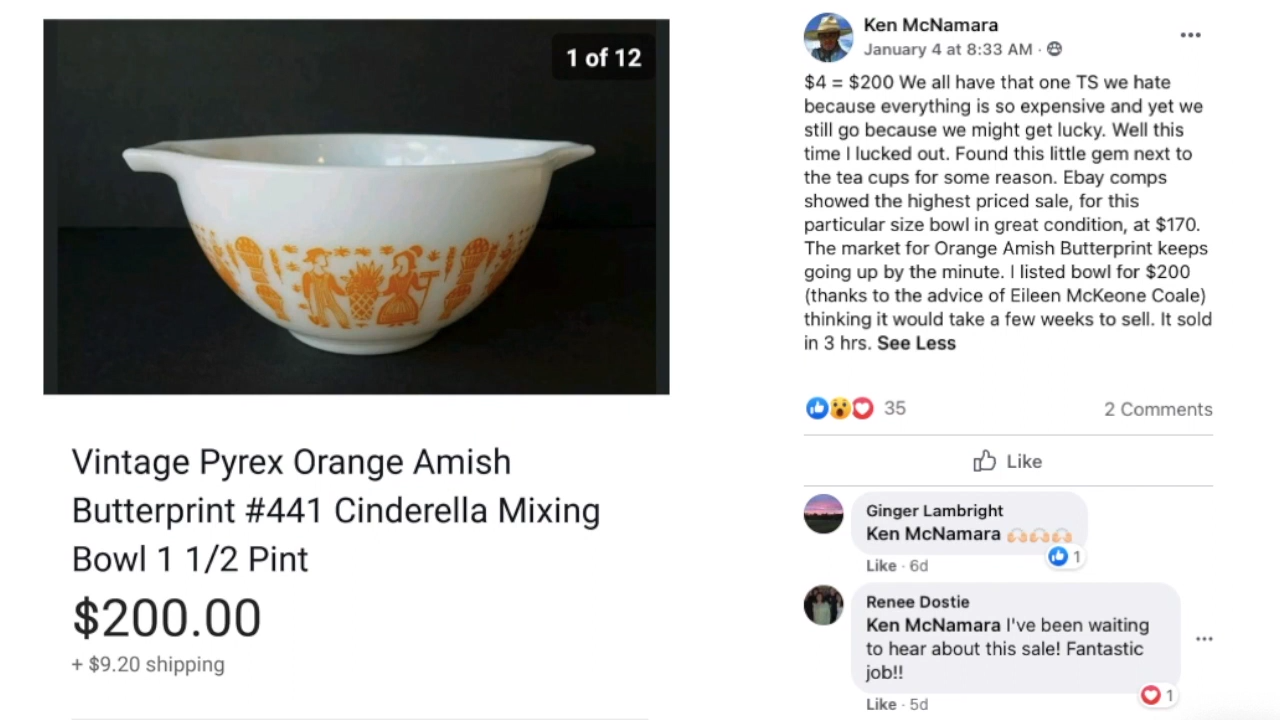 1 of 12
Vintage Pyrex Orange Amish
Butterprint #441 Cinderella Mixing
Bowl 1 1/2 Pint
$200.00
+ $9.20 shipping
Ken McNamara
January 4 at 8:33 AM ·
$4 = $200 We all have that one TS we hate
because everything is so expensive and yet we
still go because we might get lucky. Well this
time I lucked out. Found this little gem next to
the tea cups for some reason. Ebay comps
showed the highest priced sale, for this
particular size bowl in great condition, at $170.
The market for Orange Amish Butterprint keeps
going up by the minute. I listed bowl for $200
(thanks to the advice of Eileen McKeone Coale)
thinking it would take a few weeks to sell. It sold
in 3 hrs. See Less
35
2 Comments
Like
Ginger Lambright
Ken McNamara 🙌🏻🙌🏻🙌🏻
1
Like · 6d
Renee Dostie
Ken McNamara I've been waiting
to hear about this sale! Fantastic
job!!
1
Like · 5d